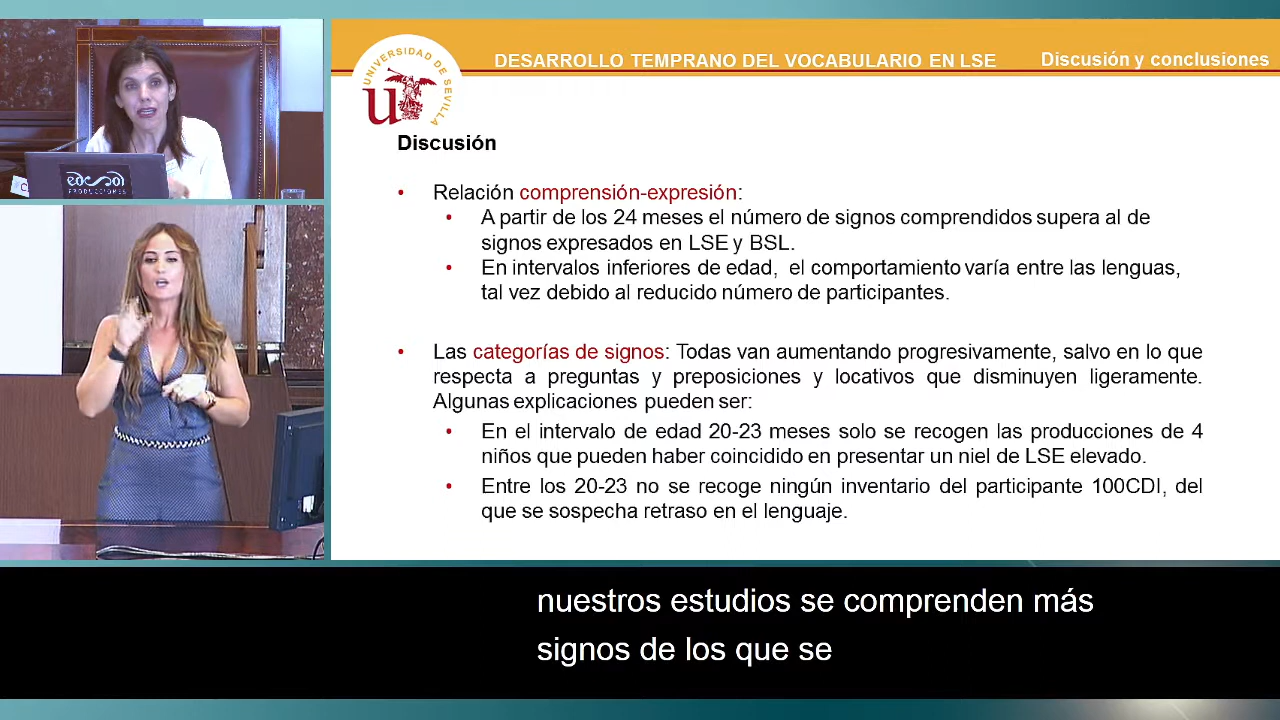 UNIVERSIDAD DE SEVILLA
DESARROLLO TEMPRANO DEL VOCABULARIO EN LSE
Discusión y conclusiones
Discusión
• Relación comprensión-expresión:
• A partir de los 24 meses el número de signos comprendidos supera al de
signos expresados en LSE y BSL.
• En intervalos inferiores de edad, el comportamiento varía entre las lenguas,
tal vez debido al reducido número de participantes.
• Las categorías de signos: Todas van aumentando progresivamente, salvo en lo que
respecta a preguntas y preposiciones y locativos que disminuyen ligeramente.
Algunas explicaciones pueden ser:
• En el intervalo de edad 20-23 meses solo se recogen las producciones de 4
niños que pueden haber coincidido en presentar un niel de LSE elevado.
• Entre los 20-23 no se recoge ningún inventario del participante 100CDI, del
que se sospecha retraso en el lenguaje.
PRODUCCIONES
nuestros estudios se comprenden más
signos de los que se